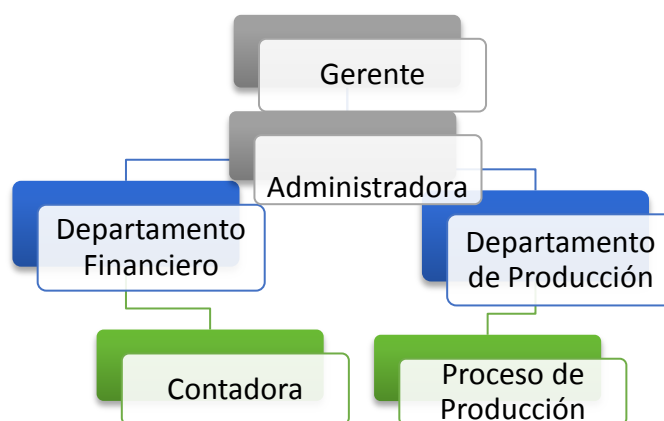 Gerente
Administradora
Departamento
Financiero
Departamento
de Producción
Contadora
Proceso de
Producción